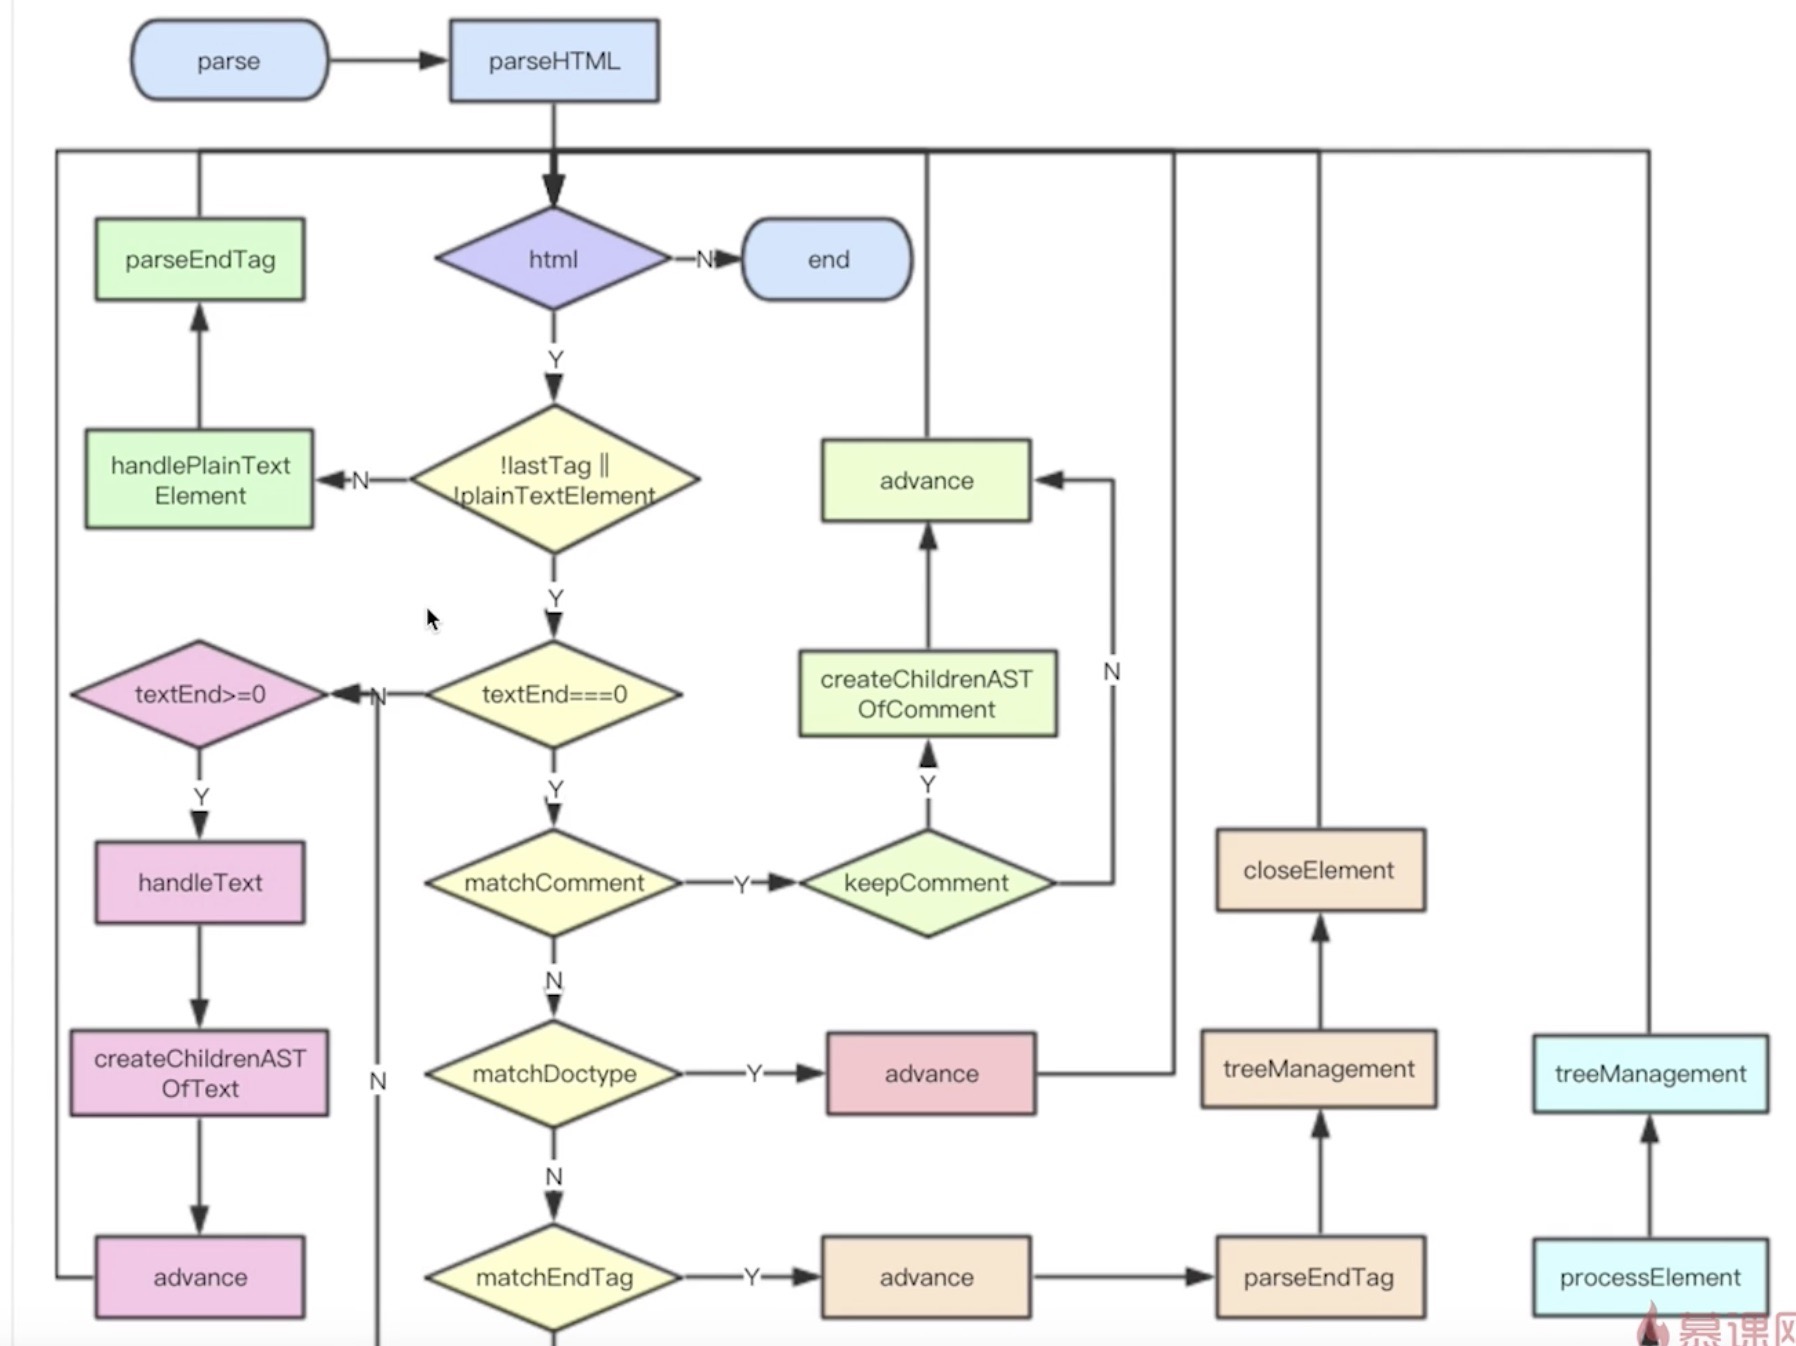 parse
parseHTML
parseEndTag
html
N
end
Y
handlePlainText
Element
N
!lastTag ||
!plainTextElement
advance
Y
textEnd>=0
N
textEnd===0
createChildrenAST
OfComment
N
Y
Y
Y
handleText
matchComment
Y
keepComment
closeElement
N
createChildrenAST
OfText
N
matchDoctype
Y
advance
treeManagement
treeManagement
N
advance
matchEndTag
Y
advance
parseEndTag
processElement
慕课网